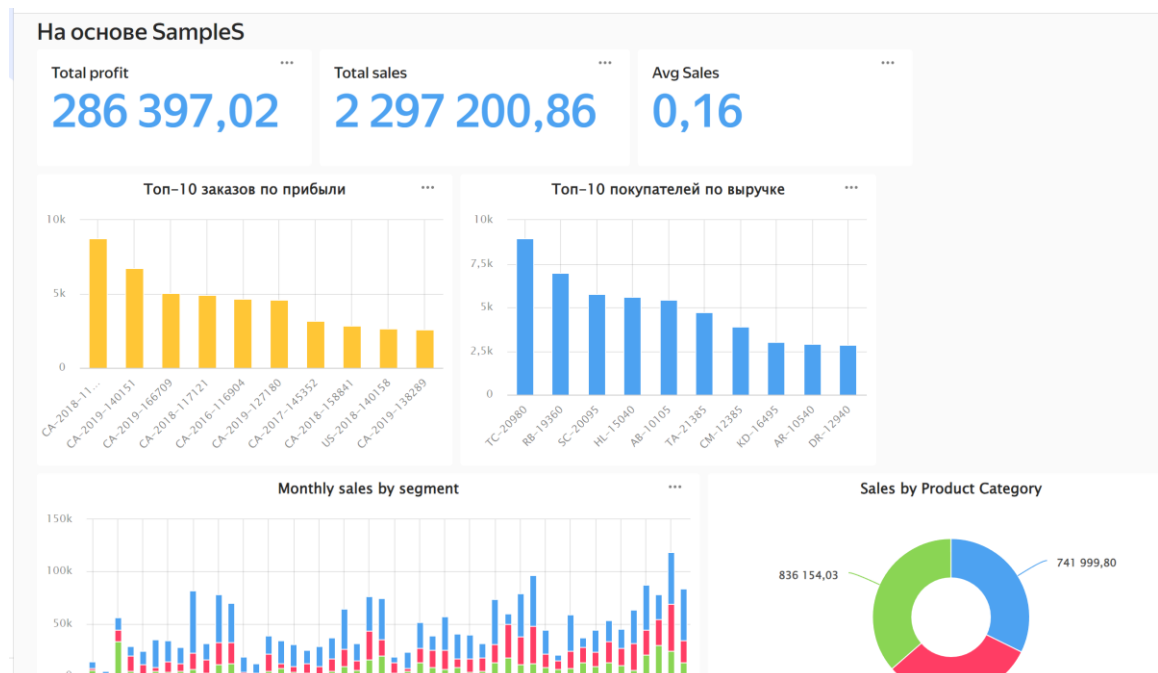 На основе SampleS
Total profit
286 397,02
Total sales
2 297 200,86
Avg Sales
0,16
Топ-10 заказов по прибыли
10k
5k
0
CA-2018-11...
CA-2019-140151
CA-2019-166709
CA-2018-117121
CA-2016-116904
CA-2019-127180
CA-2017-145352
CA-2018-158841
US-2018-140158
CA-2019-138289
Топ-10 покупателей по выручке
10k
7,5k
5k
2,5k
0
TC-20980
RB-19360
SC-20095
HL-15040
AB-10105
TA-21385
CM-12385
KD-16495
AR-10540
DR-12940
Monthly sales by segment
150k
100k
50k
0
Sales by Product Category
836 154,03
741 999,80